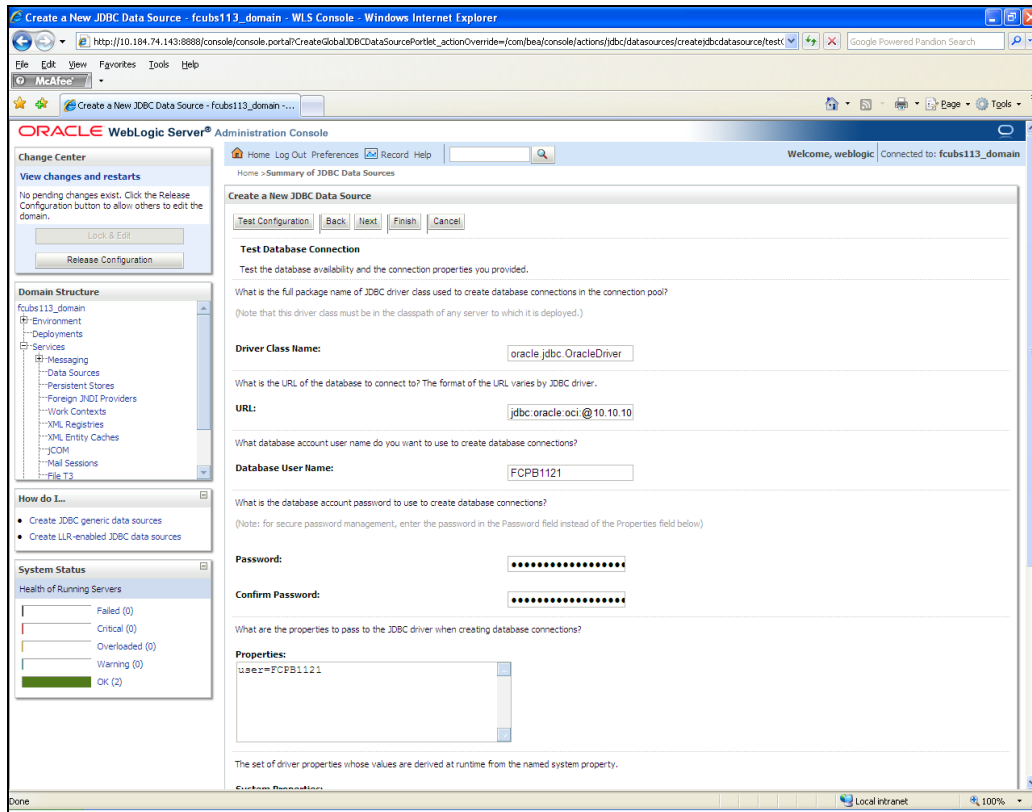 Create a New JDBC Data Source - fcubs113_domain - WLS Console - Windows Internet Explorer
http://10.184.74.143:8888/console/console.portal?CreateGlobalJDBCDataSourcePortlet_actionOverride=/com/bea/console/actions/jdbc/datasources/createjdbcdatasource/test(
Google Powered Pandion Search
File Edit View Favorites Tools Help
McAfee
Create a New JDBC Data Source - fcubs113_domain -...
Page Tools
ORACLE WebLogic Server® Administration Console
Change Center
View changes and restarts
No pending changes exist. Click the Release
Configuration button to allow others to edit the
domain.
Lock & Edit
Release Configuration
Domain Structure
fcubs113_domain
Environment
Deployments
Services
Messaging
Data Sources
Persistent Stores
Foreign JNDI Providers
Work Contexts
XML Registries
XML Entity Caches
jCOM
Mail Sessions
File T3
How do I...
Create JDBC generic data sources
Create LLR-enabled JDBC data sources
System Status
Health of Running Servers
Failed (0)
Critical (0)
Overloaded (0)
Warning (0)
OK (2)
Home Log Out Preferences Record Help
Welcome, weblogic Connected to: fcubs113_domain
Home >Summary of JDBC Data Sources
Create a New JDBC Data Source
Test Configuration Back Next Finish Cancel
Test Database Connection
Test the database availability and the connection properties you provided.
What is the full package name of JDBC driver class used to create database connections in the connection pool?
(Note that this driver class must be in the classpath of any server to which it is deployed.)
Driver Class Name: oracle.jdbc.OracleDriver
What is the URL of the database to connect to? The format of the URL varies by JDBC driver.
URL: jdbc:oracle:oci:@10.10.10
What database account user name do you want to use to create database connections?
Database User Name: FCPB1121
What is the database account password to use to create database connections?
(Note: for secure password management, enter the password in the Password field instead of the Properties field below)
Password:
Confirm Password:
What are the properties to pass to the JDBC driver when creating database connections?
Properties:
user=FCPB1121
The set of driver properties whose values are derived at runtime from the named system property.
System Properties:
Done
Local intranet
100%